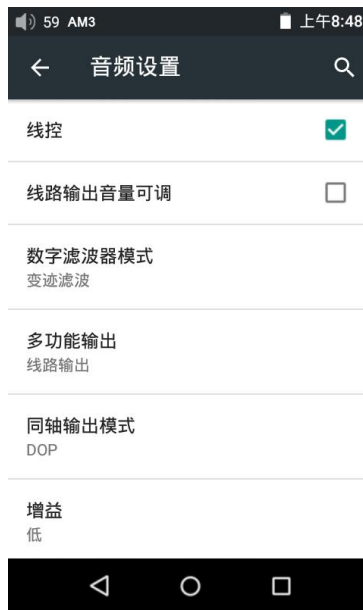 59 AM3 上午8:48
音频设置
线控
线路输出音量可调
数字滤波器模式
变迹滤波
多功能输出
线路输出
同轴输出模式
DOP
增益
低